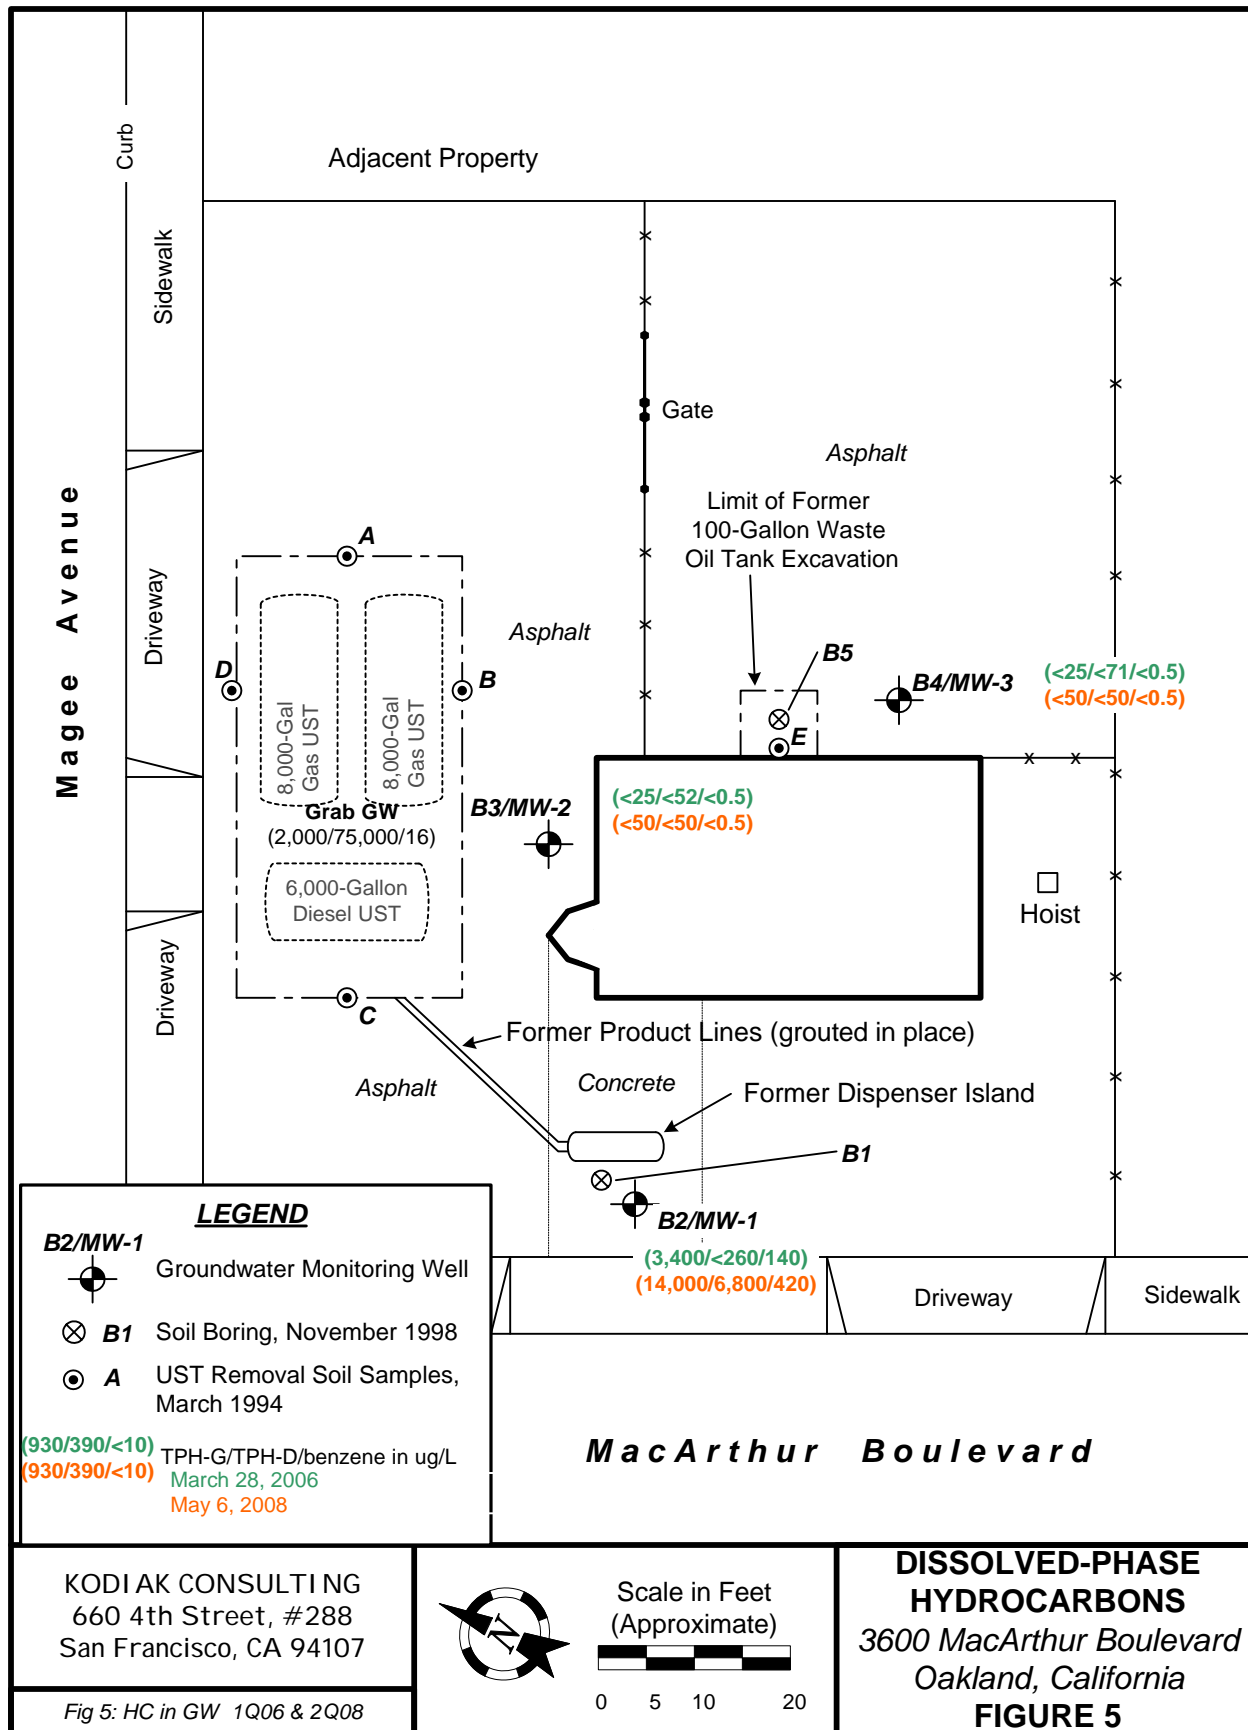 Curb
Adjacent Property
Sidewalk
Gate
Asphalt
Limit of Former
100-Gallon Waste
Oil Tank Excavation
Magee Avenue
Driveway
A
Asphalt
B5
D
B
B4/MW-3
(<25/<71/<0.5)
(<50/<50/<0.5)
8,000-Gal
Gas UST
8,000-Gal
Gas UST
E
x x
Grab GW
(2,000/75,000/16)
B3/MW-2
(<25/<52/<0.5)
(<50/<50/<0.5)
6,000-Gallon
Diesel UST
Hoist
Driveway
C
Former Product Lines (grouted in place)
Asphalt
Concrete
Former Dispenser Island
B1
B2/MW-1
(3,400/<260/140)
(14,000/6,800/420)
Driveway
Sidewalk
LEGEND
B2/MW-1
Groundwater Monitoring Well
B1 Soil Boring, November 1998
A UST Removal Soil Samples,
March 1994
(930/390/<10)
(930/390/<10)
TPH-G/TPH-D/benzene in ug/L
March 28, 2006
May 6, 2008
MacArthur Boulevard
KODIAK CONSULTING
660 4th Street, #288
San Francisco, CA 94107
Fig 5: HC in GW 1Q06 & 2Q08
N
Scale in Feet
(Approximate)
0 5 10 20
DISSOLVED-PHASE
HYDROCARBONS
3600 MacArthur Boulevard
Oakland, California
FIGURE 5